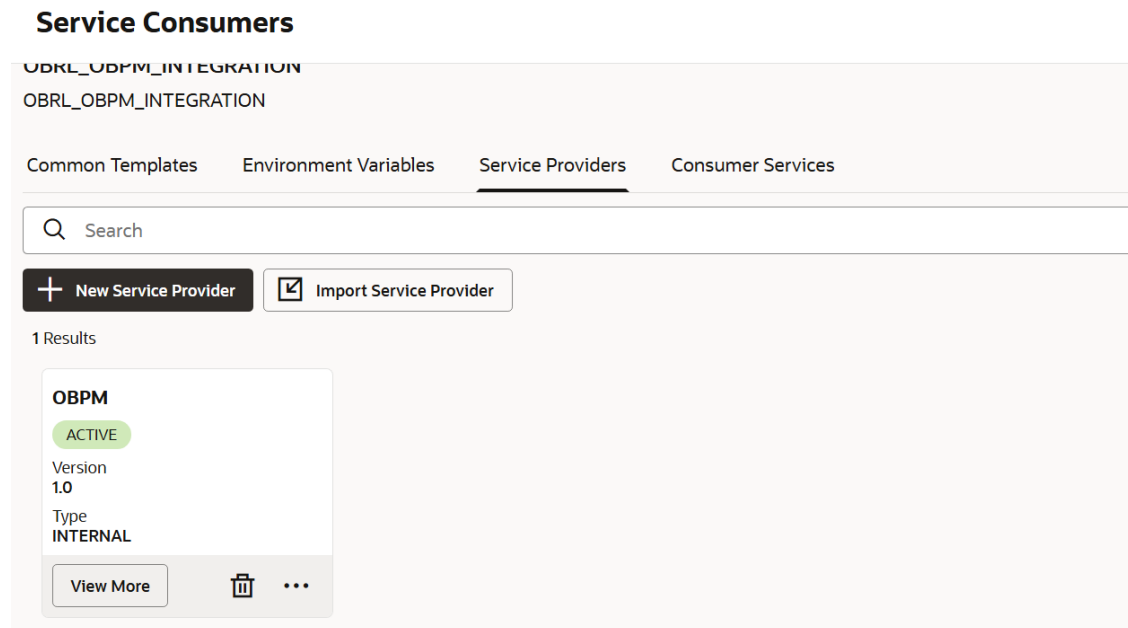 Service Consumers
OBRL_OBPM_INTEGRATION
OBRL_OBPM_INTEGRATION
Common Templates Environment Variables Service Providers Consumer Services
Search
New Service Provider Import Service Provider
1 Results
OBPM
ACTIVE
Version
1.0
Type
INTERNAL
View More